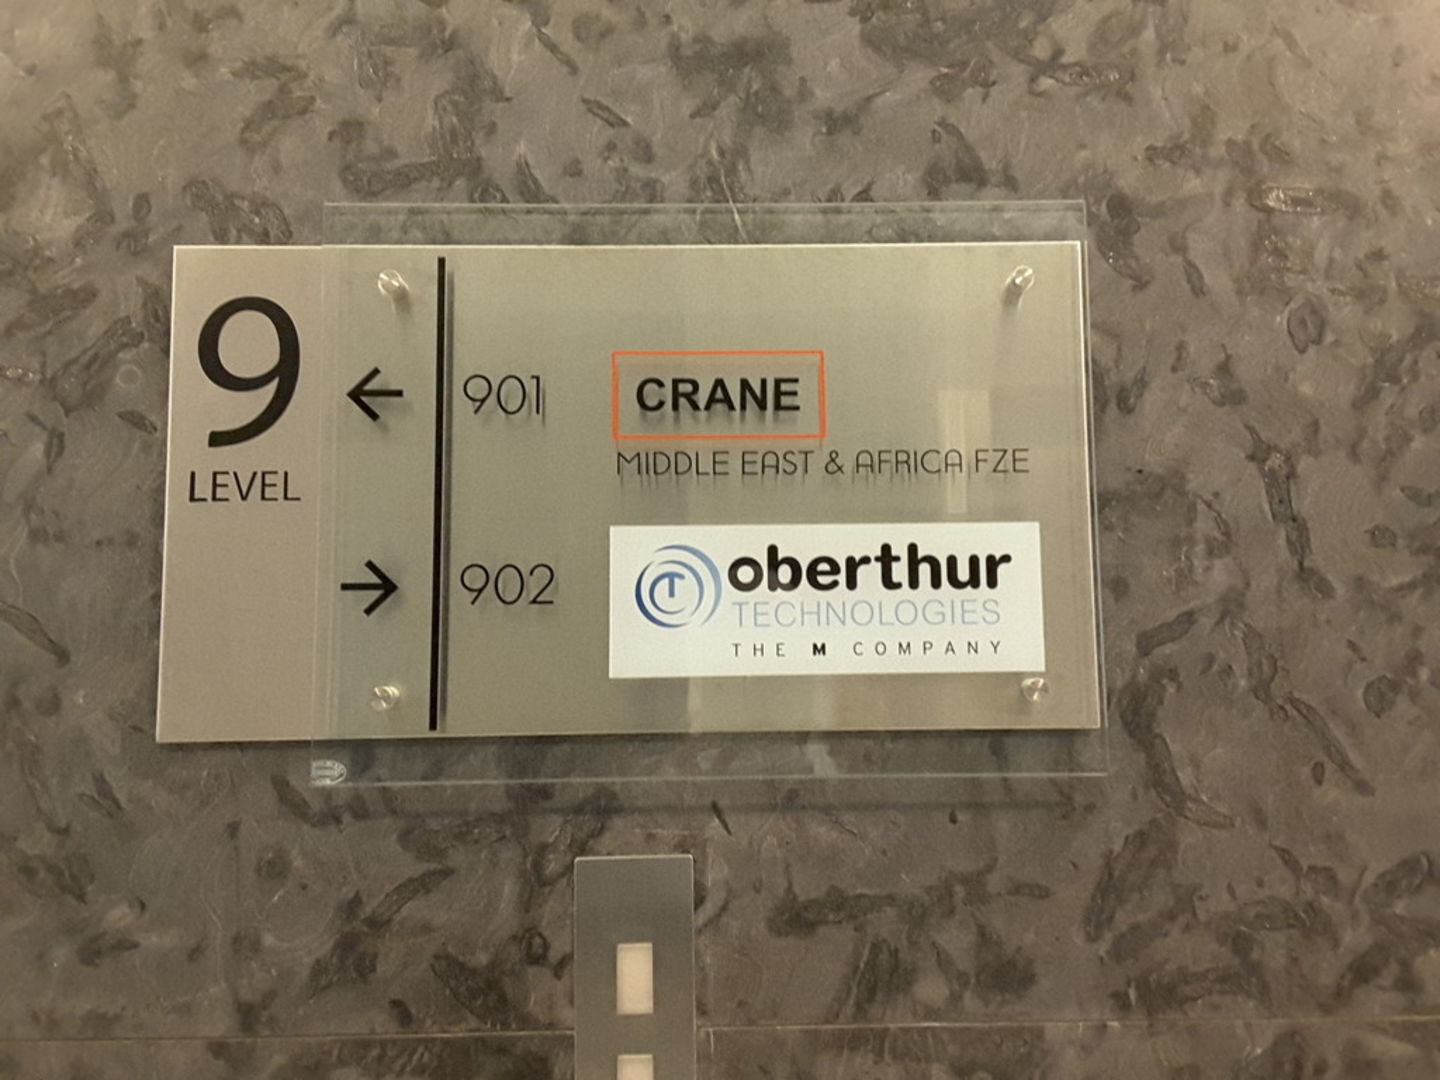 9
LEVEL
901
CRANE
MIDDLE EAST & AFRICA FZE
902
oberthur
TECHNOLOGIES
THE M COMPANY